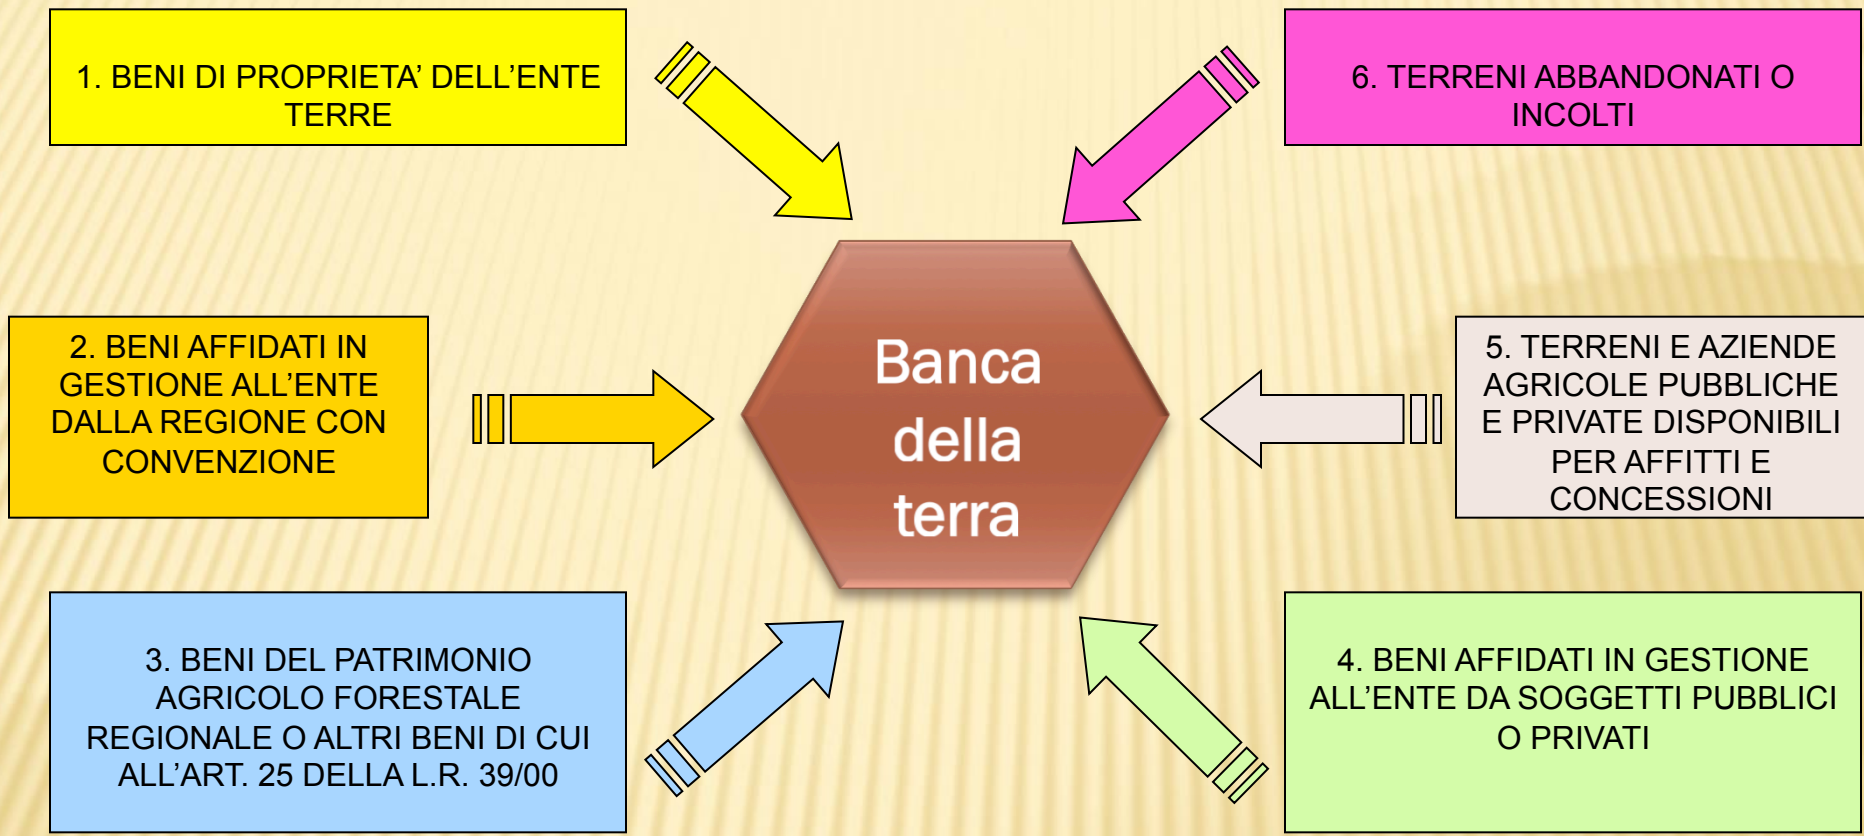 1. BENI DI PROPRIETA’ DELL’ENTE
TERRE
2. BENI AFFIDATI IN
GESTIONE ALL’ENTE
DALLA REGIONE CON
CONVENZIONE
3. BENI DEL PATRIMONIO
AGRICOLO FORESTALE
REGIONALE O ALTRI BENI DI CUI
ALL’ART. 25 DELLA L.R. 39/00
Banca
della
terra
6. TERRENI ABBANDONATI O
INCOLTI
5. TERRENI E AZIENDE
AGRICOLE PUBBLICHE
E PRIVATE DISPONIBILI
PER AFFITTI E
CONCESSIONI
4. BENI AFFIDATI IN GESTIONE
ALL’ENTE DA SOGGETTI PUBBLICI
O PRIVATI